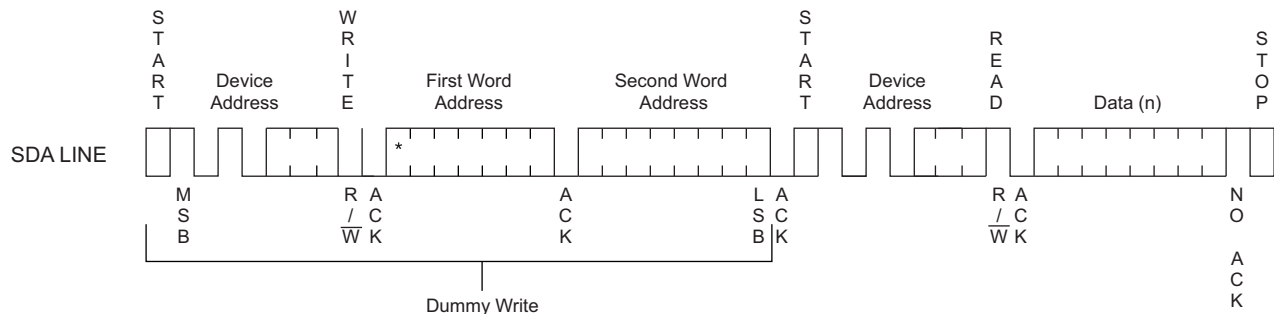 START
WRITE
START
READ
STOP
Device
Address
First Word
Address
Second Word
Address
Device
Address
Data (n)
SDA LINE
*
MSB
R/W
ACK
ACK
LSB
ACK
R/W
ACK
NO ACK
Dummy Write